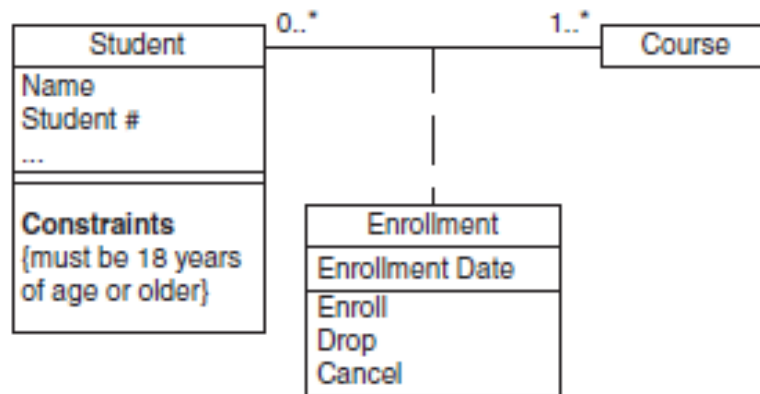 Student
0..*
1..*
Course
Name
Student #
...
Constraints
{must be 18 years
of age or older}
Enrollment
Enrollment Date
Enroll
Drop
Cancel